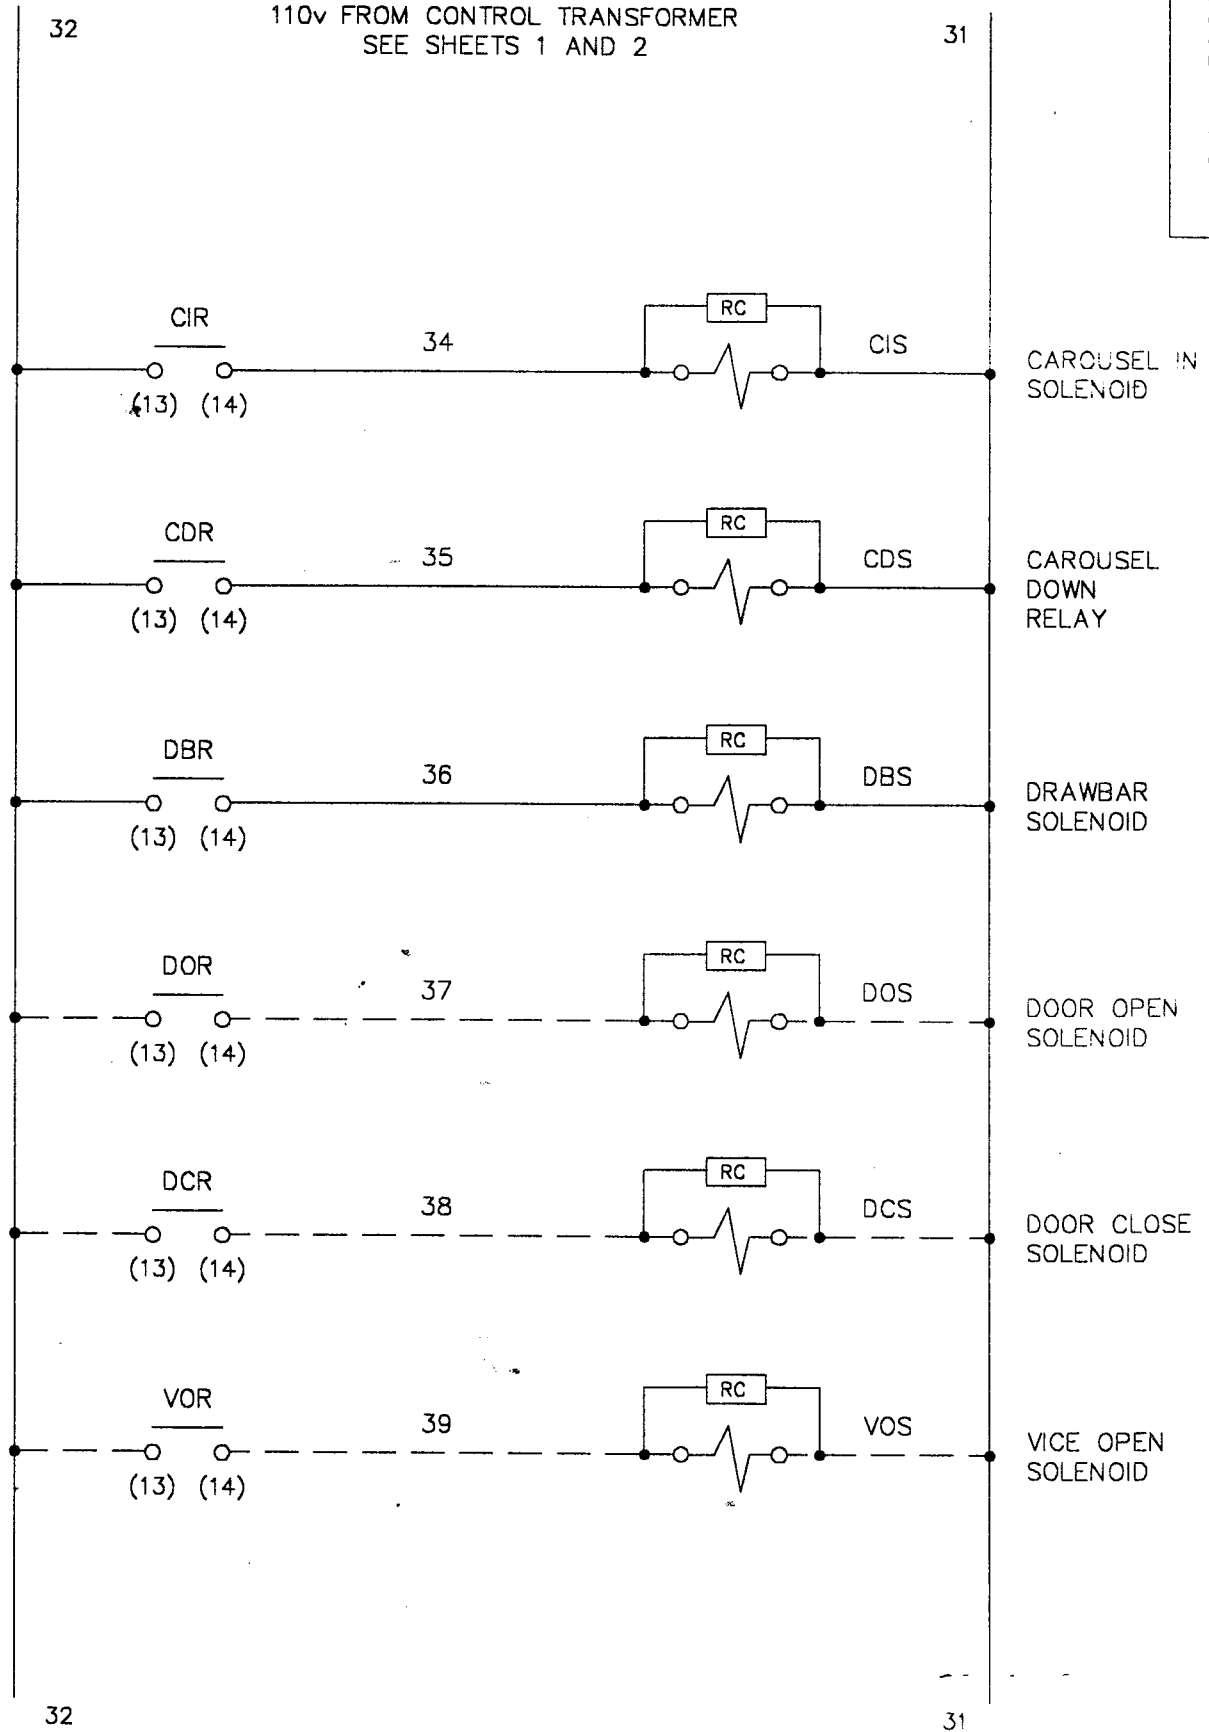 110v FROM CONTROL TRANSFORMER
SEE SHEETS 1 AND 2
32
31
CIR
(13) (14)
34
RC
CIS
CAROUSEL IN
SOLENOID
CDR
(13) (14)
35
RC
CDS
CAROUSEL
DOWN
RELAY
DBR
(13) (14)
36
RC
DBS
DRAWBAR
SOLENOID
DOR
(13) (14)
37
RC
DOS
DOOR OPEN
SOLENOID
DCR
(13) (14)
38
RC
DCS
DOOR CLOSE
SOLENOID
VOR
(13) (14)
39
RC
VOS
VICE OPEN
SOLENOID
32
31